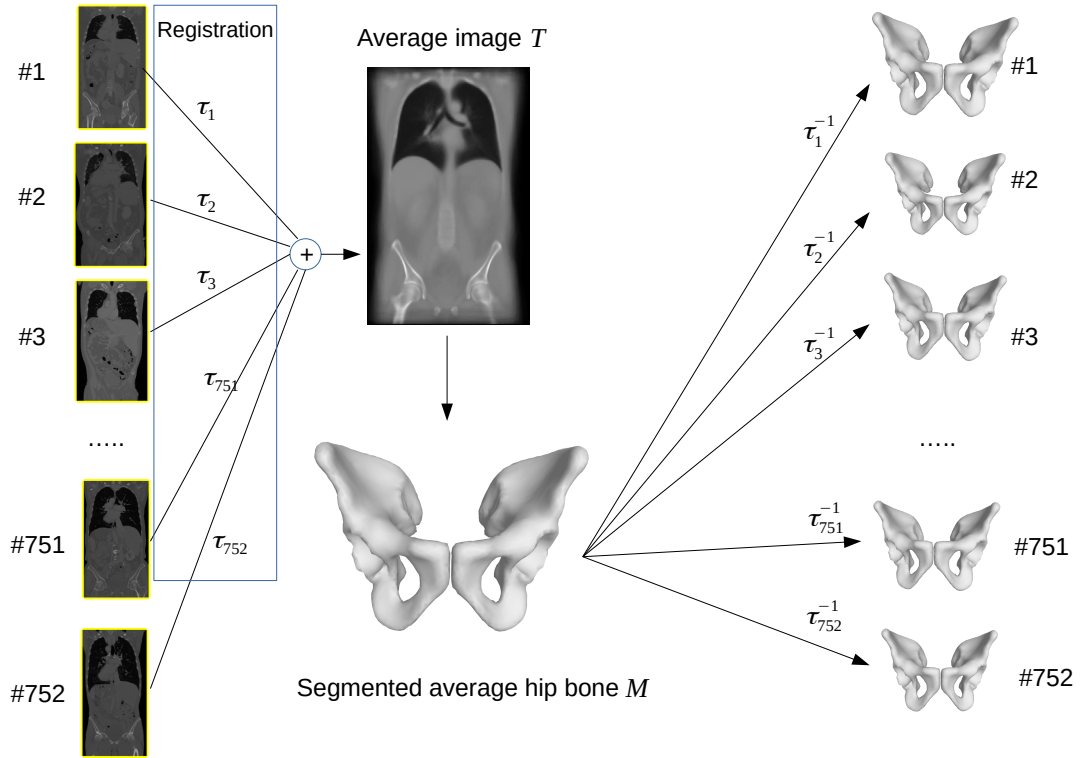 Registration
Average image T
#1
#2
#3
.....
#751
#752
τ₁
τ₂
τ₃
τ₇₅₁
τ₇₅₂
+
Segmented average hip bone M
τ₁⁻¹
τ₂⁻¹
τ₃⁻¹
τ₇₅₁⁻¹
τ₇₅₂⁻¹
#1
#2
#3
.....
#751
#752